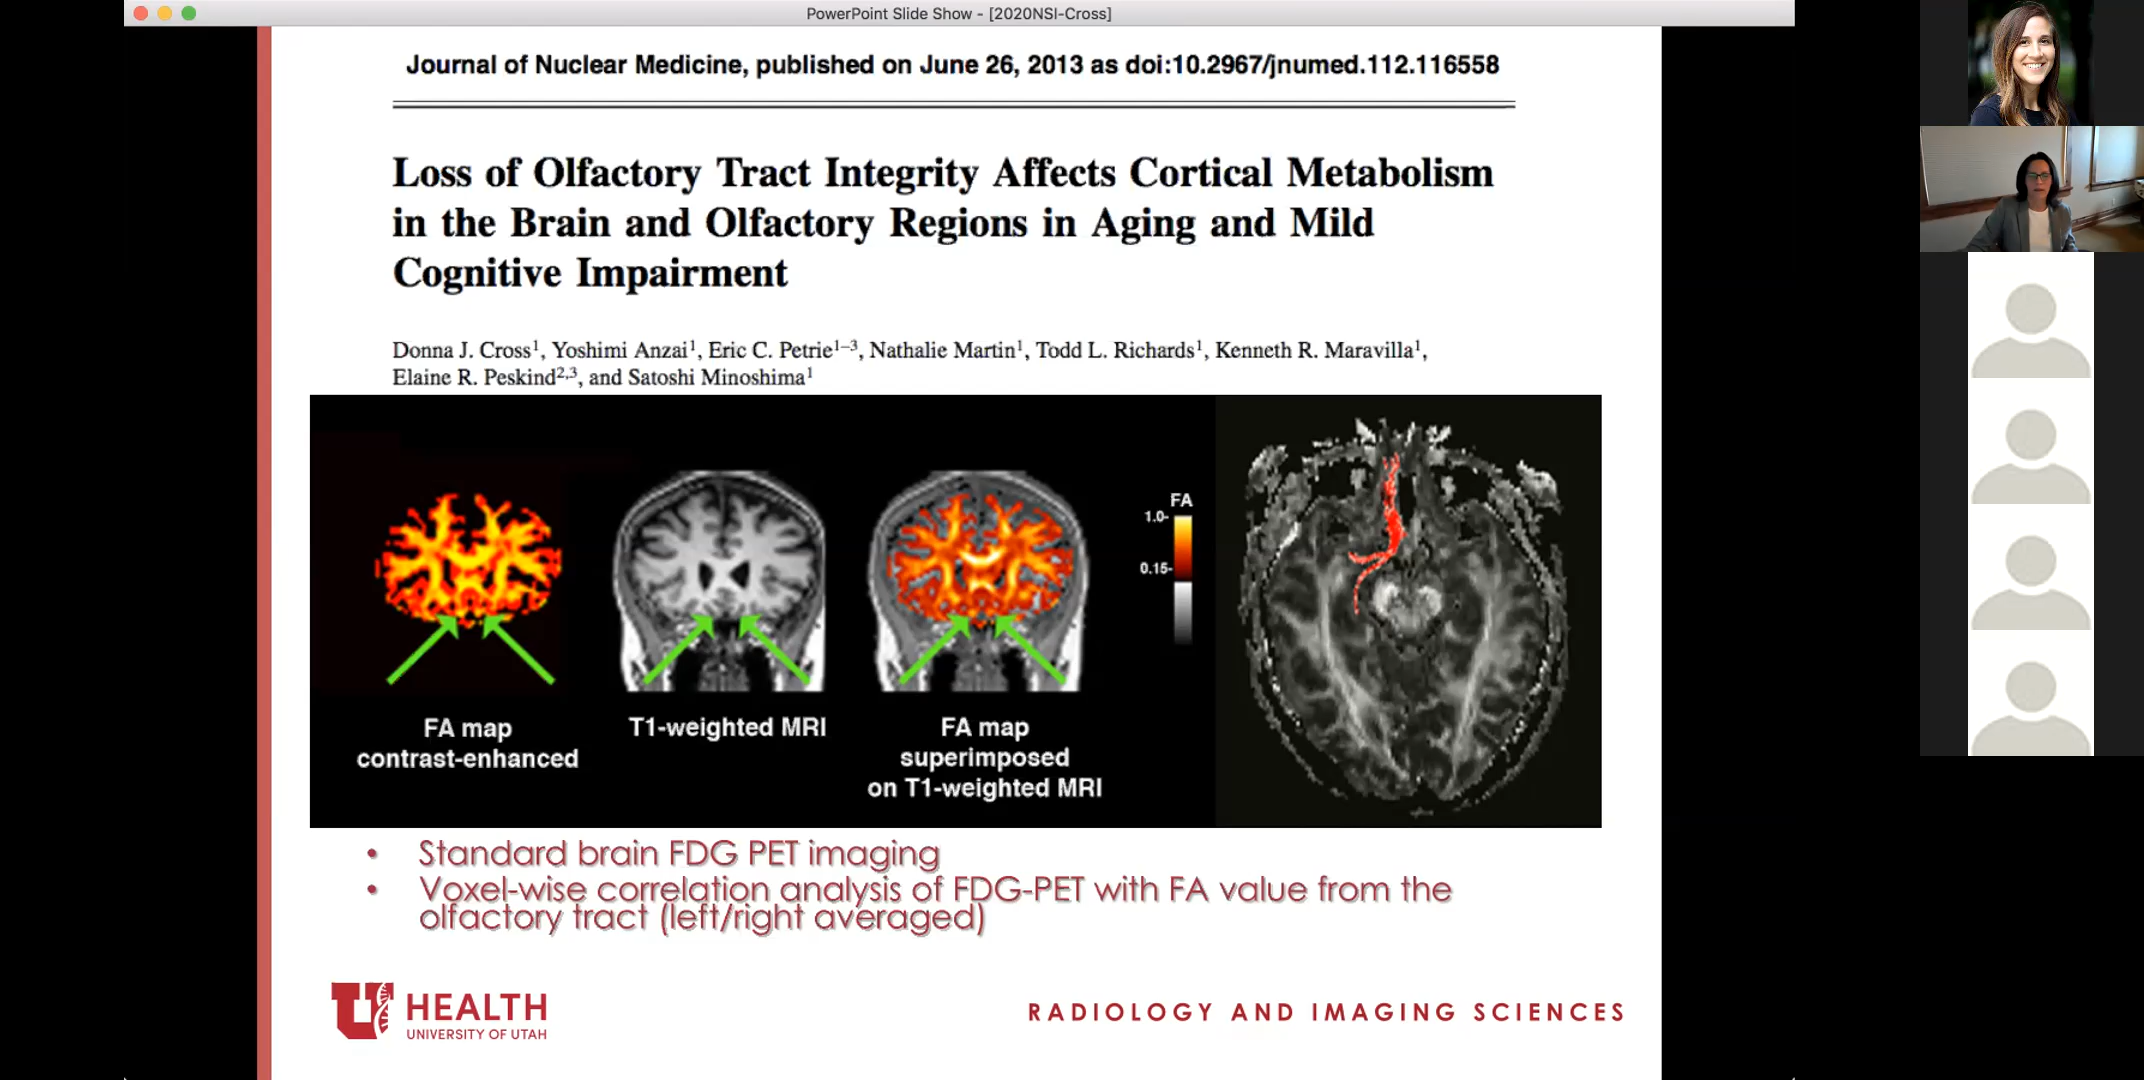 PowerPoint Slide Show - [2020NSI-Cross]
Journal of Nuclear Medicine, published on June 26, 2013 as doi:10.2967/jnumed.112.116558
Loss of Olfactory Tract Integrity Affects Cortical Metabolism
in the Brain and Olfactory Regions in Aging and Mild
Cognitive Impairment
Donna J. Cross¹, Yoshimi Anzai¹, Eric C. Petrie¹⁻³, Nathalie Martin¹, Todd L. Richards¹, Kenneth R. Maravilla¹,
Elaine R. Peskind²,³, and Satoshi Minoshima¹
FA
1.0-
0.15-
FA map
contrast-enhanced
T1-weighted MRI
FA map
superimposed
on T1-weighted MRI
• Standard brain FDG PET imaging
• Voxel-wise correlation analysis of FDG-PET with FA value from the
olfactory tract (left/right averaged)
U HEALTH
UNIVERSITY OF UTAH
RADIOLOGY AND IMAGING SCIENCES